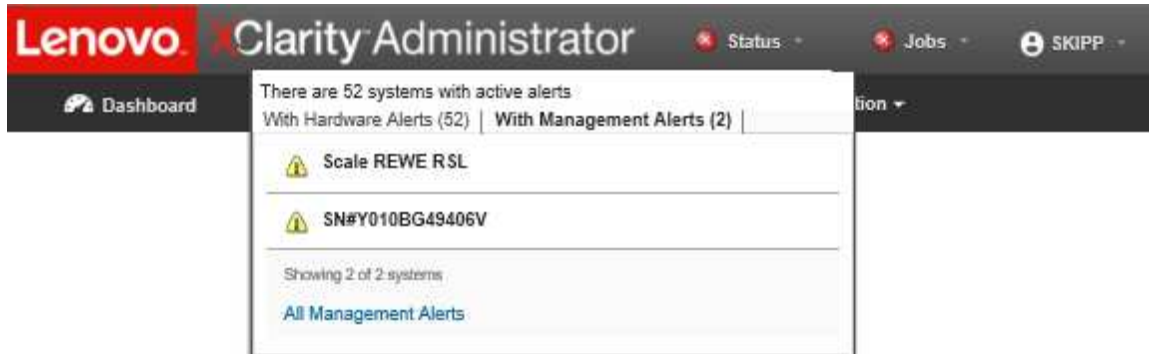 Lenovo. XClarity Administrator Status Jobs SKIPP
Dashboard
tion
There are 52 systems with active alerts
With Hardware Alerts (52) | With Management Alerts (2) |
Scale REWE RSL
SN#Y010BG49406V
Showing 2 of 2 systems
All Management Alerts